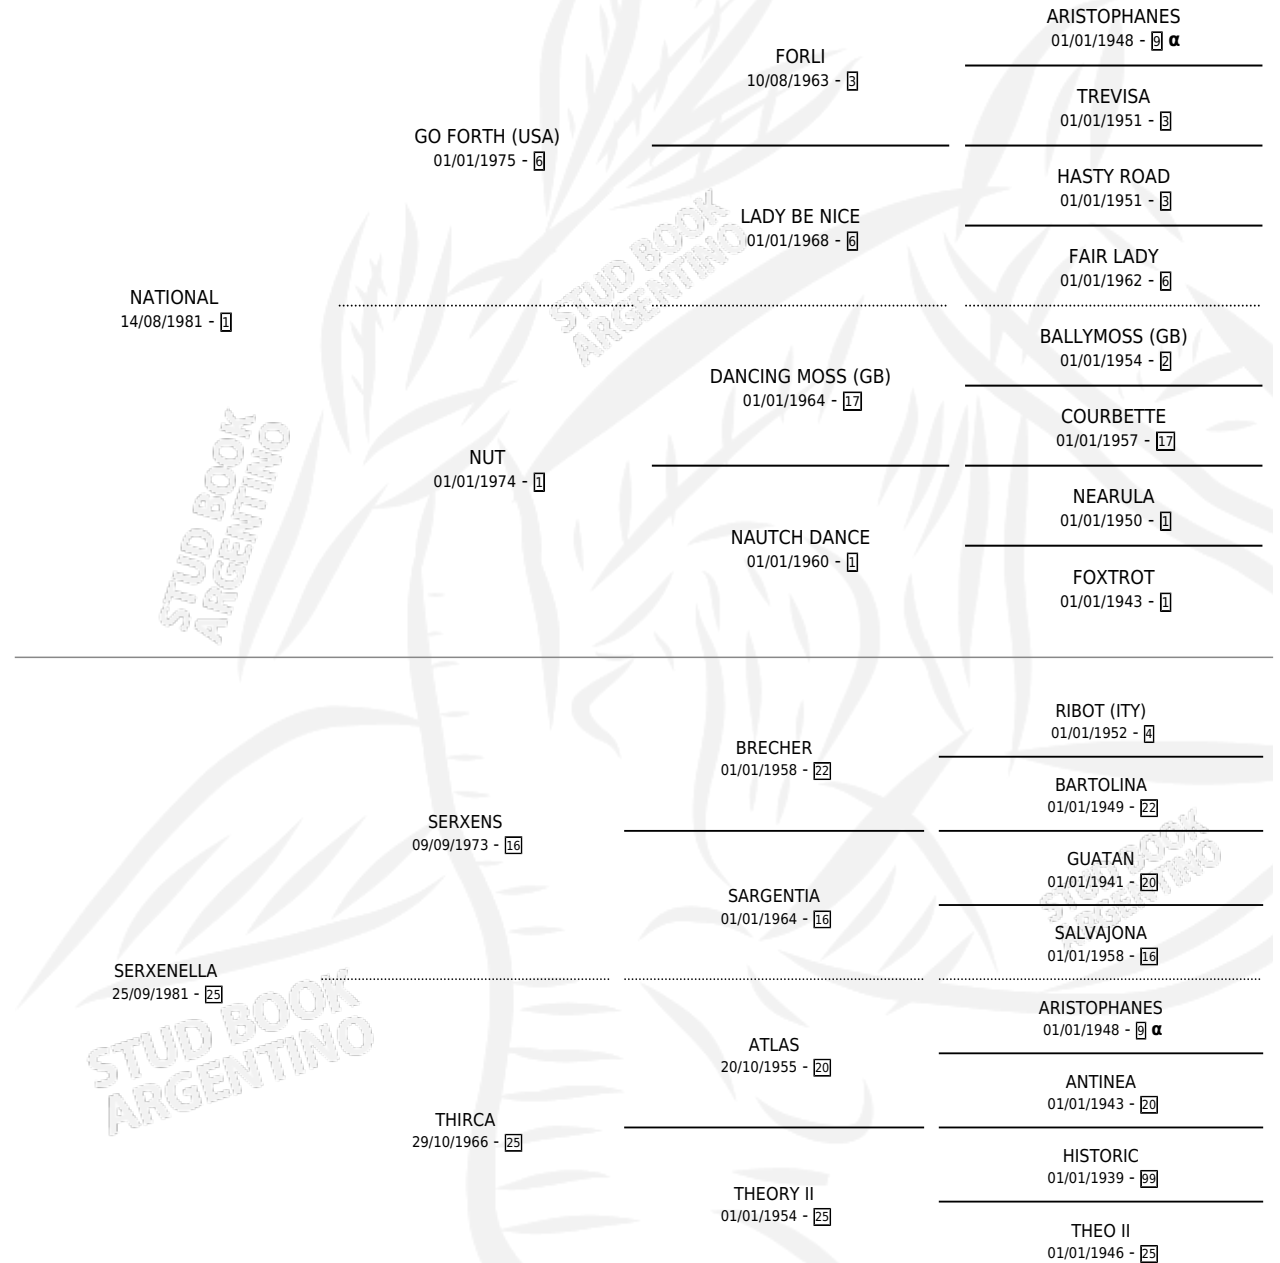 ARISTOPHANES
01/01/1948 - 9 α
FORLI
10/08/1963 - 3
TREVISA
01/01/1951 - 3
GO FORTH (USA)
01/01/1975 - 6
HASTY ROAD
01/01/1951 - 3
LADY BE NICE
01/01/1968 - 6
FAIR LADY
01/01/1962 - 6
NATIONAL
14/08/1981 - 1
BALLYMOSS (GB)
01/01/1954 - 2
DANCING MOSS (GB)
01/01/1964 - 17
COURBETTE
01/01/1957 - 17
NUT
01/01/1974 - 1
NEARULA
01/01/1950 - 1
NAUTCH DANCE
01/01/1960 - 1
FOXTROT
01/01/1943 - 1
RIBOT (ITY)
01/01/1952 - 4
BRECHER
01/01/1958 - 22
BARTOLINA
01/01/1949 - 22
SERXENS
09/09/1973 - 16
GUATAN
01/01/1941 - 20
SARGENTIA
01/01/1964 - 16
SALVAJONA
01/01/1958 - 16
SERXENELLA
25/09/1981 - 25
ARISTOPHANES
01/01/1948 - 9 α
ATLAS
20/10/1955 - 20
ANTINEA
01/01/1943 - 20
THIRCA
29/10/1966 - 25
HISTORIC
01/01/1939 - 99
THEORY II
01/01/1954 - 25
THEO II
01/01/1946 - 25
STUD BOOK
ARGENTINO
STUD BOOK
ARGENTINO
STUD BOOK
ARGENTINO
STUD BOOK
ARGENTINO